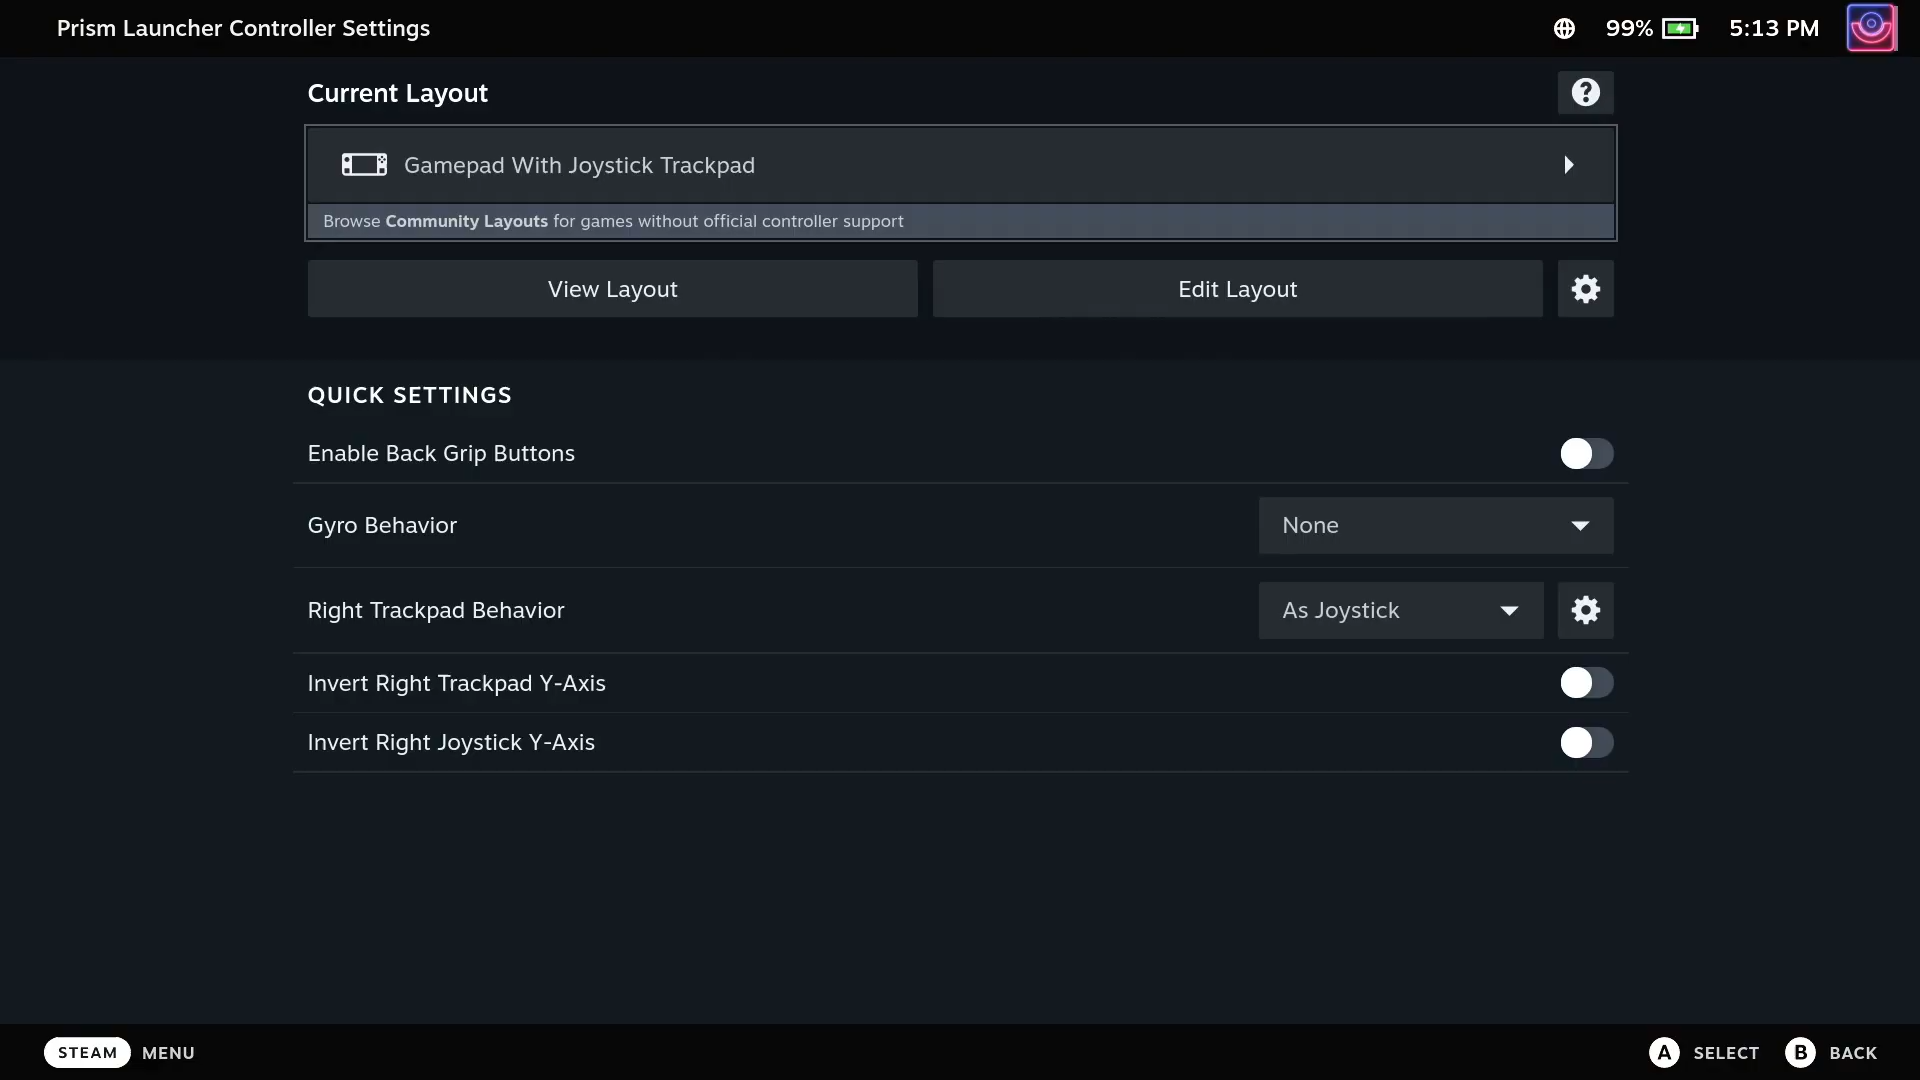 Prism Launcher Controller Settings
99%
5:13 PM
Current Layout
?
Gamepad With Joystick Trackpad
Browse Community Layouts for games without official controller support
View Layout
Edit Layout
QUICK SETTINGS
Enable Back Grip Buttons
Gyro Behavior
None
Right Trackpad Behavior
As Joystick
Invert Right Trackpad Y-Axis
Invert Right Joystick Y-Axis
STEAM MENU
A SELECT
B BACK